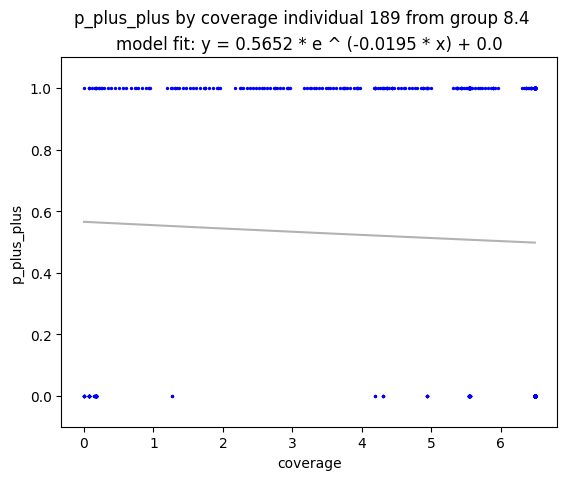 p_plus_plus by coverage individual 189 from group 8.4
model fit: y = 0.5652 * e ^ (-0.0195 * x) + 0.0
1.0
0.8
0.6
0.4
0.2
0.0
p_plus_plus
0 1 2 3 4 5 6
coverage